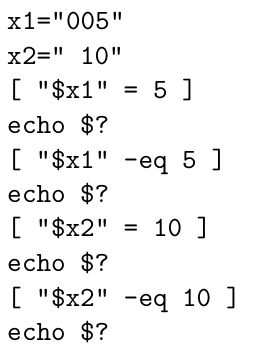 x1="005"
x2=" 10"
[ "$x1" = 5 ]
echo $?
[ "$x1" -eq 5 ]
echo $?
[ "$x2" = 10 ]
echo $?
[ "$x2" -eq 10 ]
echo $?